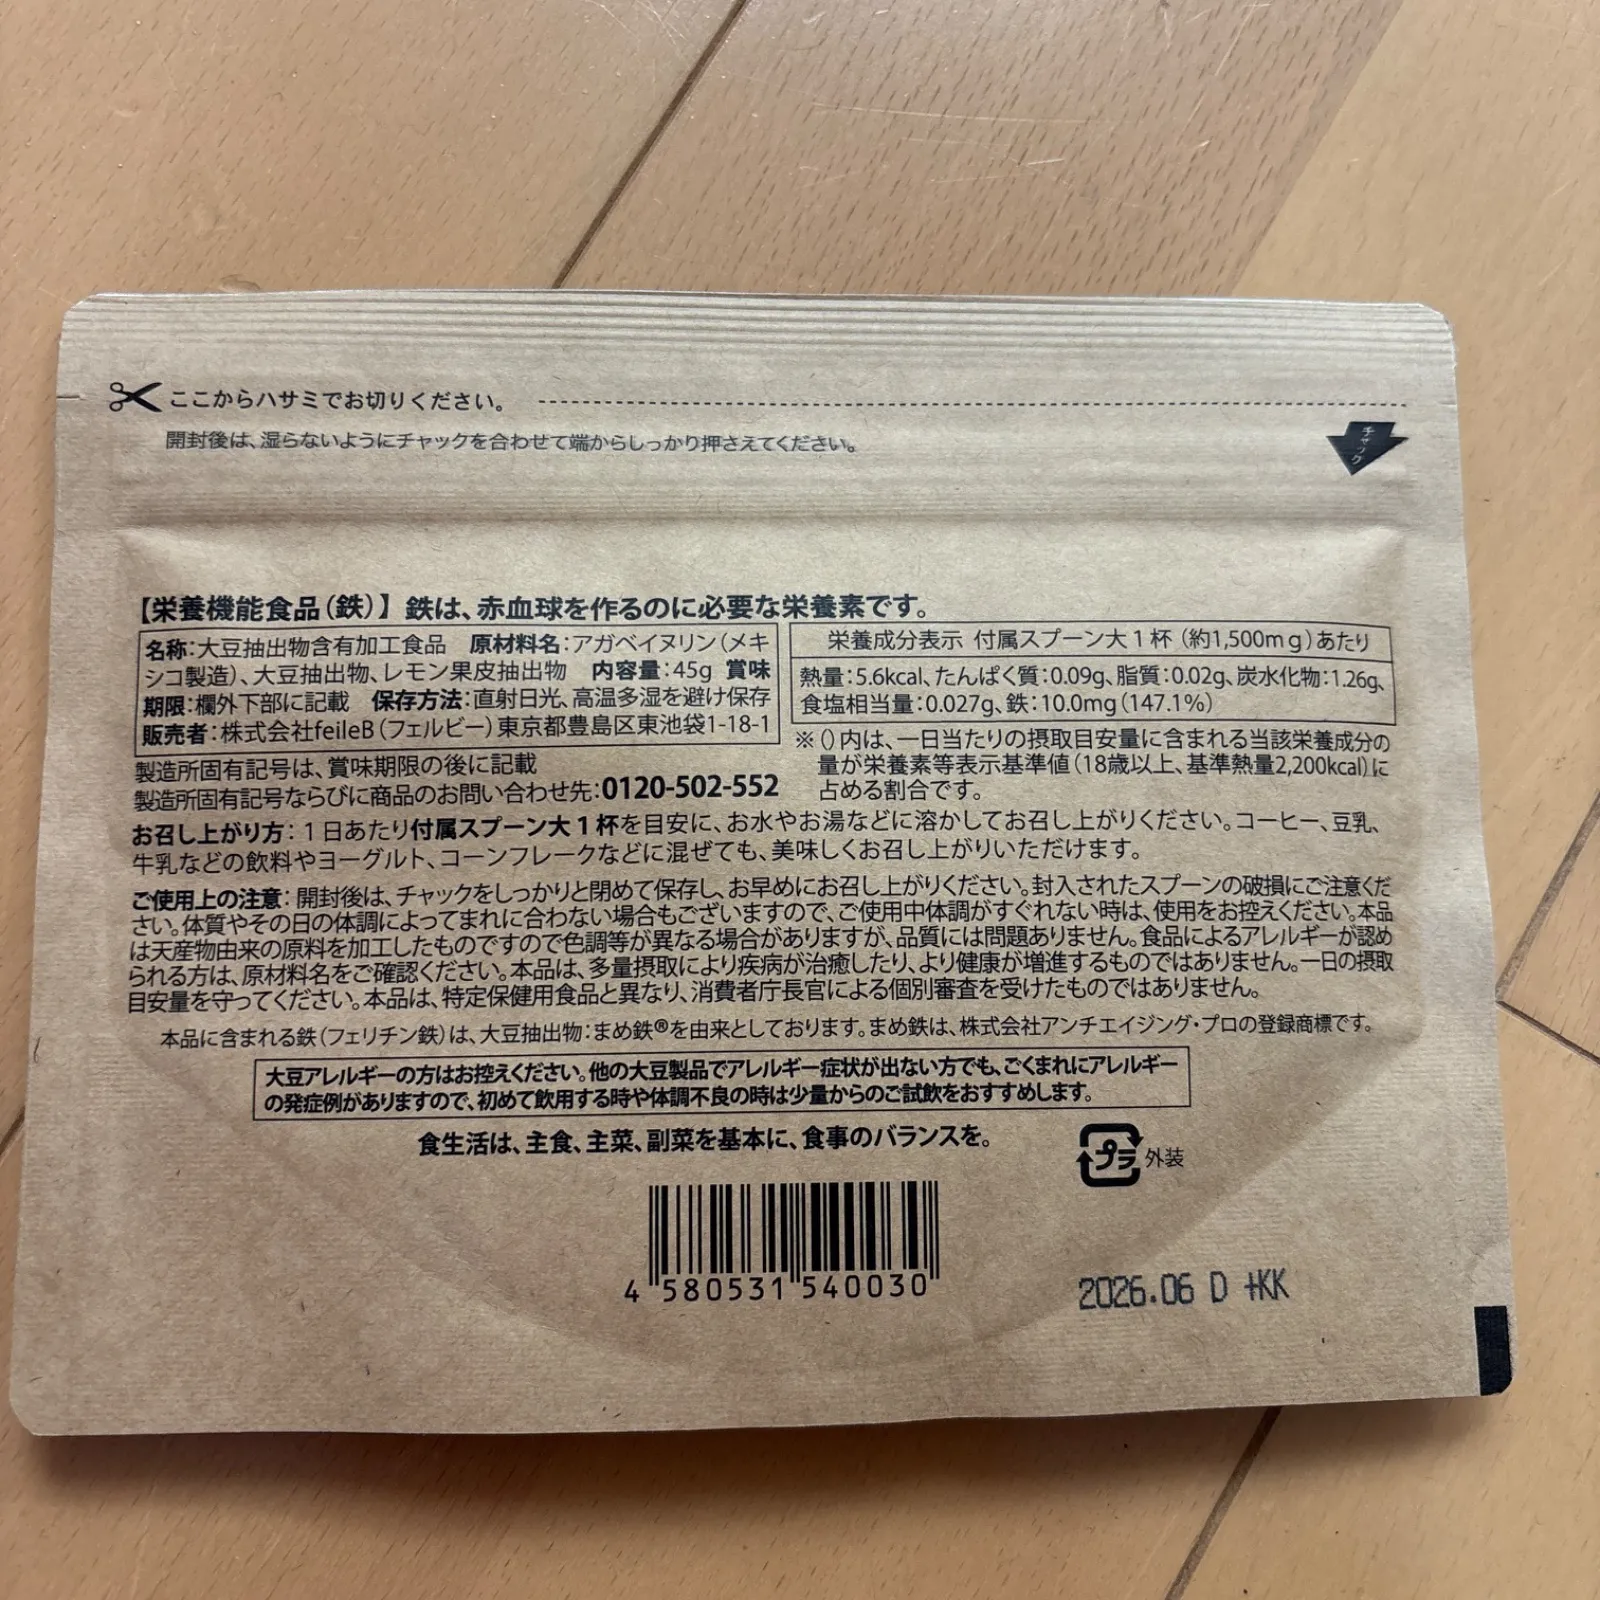 ここからハサミでお切りください。
開封後は、湿らないようにチャックを合わせて端からしっかり押さえてください。
チャック
【栄養機能食品(鉄)】 鉄は、赤血球を作るのに必要な栄養素です。
名称:大豆抽出物含有加工食品 原材料名:アガベイヌリン(メキ
シコ製造)、大豆抽出物、レモン果皮抽出物 内容量:45g 賞味
期限:欄外下部に記載 保存方法:直射日光、高温多湿を避け保存
販売者:株式会社feileB(フェルビー)東京都豊島区東池袋1-18-1
製造所固有記号は、賞味期限の後に記載
製造所固有記号ならびに商品のお問い合わせ先:0120-502-552
栄養成分表示 付属スプーン大1杯(約1,500mg)あたり
熱量:5.6kcal、たんぱく質:0.09g、脂質:0.02g、炭水化物:1.26g、
食塩相当量:0.027g、鉄:10.0mg(147.1%)
※()内は、一日当たりの摂取目安量に含まれる当該栄養成分の
量が栄養素等表示基準値(18歳以上、基準熱量2,200kcal)に
占める割合です。
お召し上がり方:1日あたり付属スプーン大1杯を目安に、お水やお湯などに溶かしてお召し上がりください。コーヒー、豆乳、
牛乳などの飲料やヨーグルト、コーンフレークなどに混ぜても、美味しくお召し上がりいただけます。
ご使用上の注意:開封後は、チャックをしっかりと閉めて保存し、お早めにお召し上がりください。封入されたスプーンの破損にご注意くだ
さい。体質やその日の体調によってまれに合わない場合もございますので、ご使用中体調がすぐれない時は、使用をお控えください。本品
は天産物由来の原料を加工したものですので色調等が異なる場合がありますが、品質には問題ありません。食品によるアレルギーが認め
られる方は、原材料名をご確認ください。本品は、多量摂取により疾病が治癒したり、より健康が増進するものではありません。一日の摂取
目安量を守ってください。本品は、特定保健用食品と異なり、消費者庁長官による個別審査を受けたものではありません。
本品に含まれる鉄(フェリチン鉄)は、大豆抽出物:まめ鉄®を由来としております。まめ鉄は、株式会社アンチエイジング・プロの登録商標です。
大豆アレルギーの方はお控えください。他の大豆製品でアレルギー症状が出ない方でも、ごくまれにアレルギー
の発症例がありますので、初めて飲用する時や体調不良の時は少量からのご試飲をおすすめします。
食生活は、主食、主菜、副菜を基本に、食事のバランスを。
プラ 外装
4 580531 540030
2026.06 D +KK